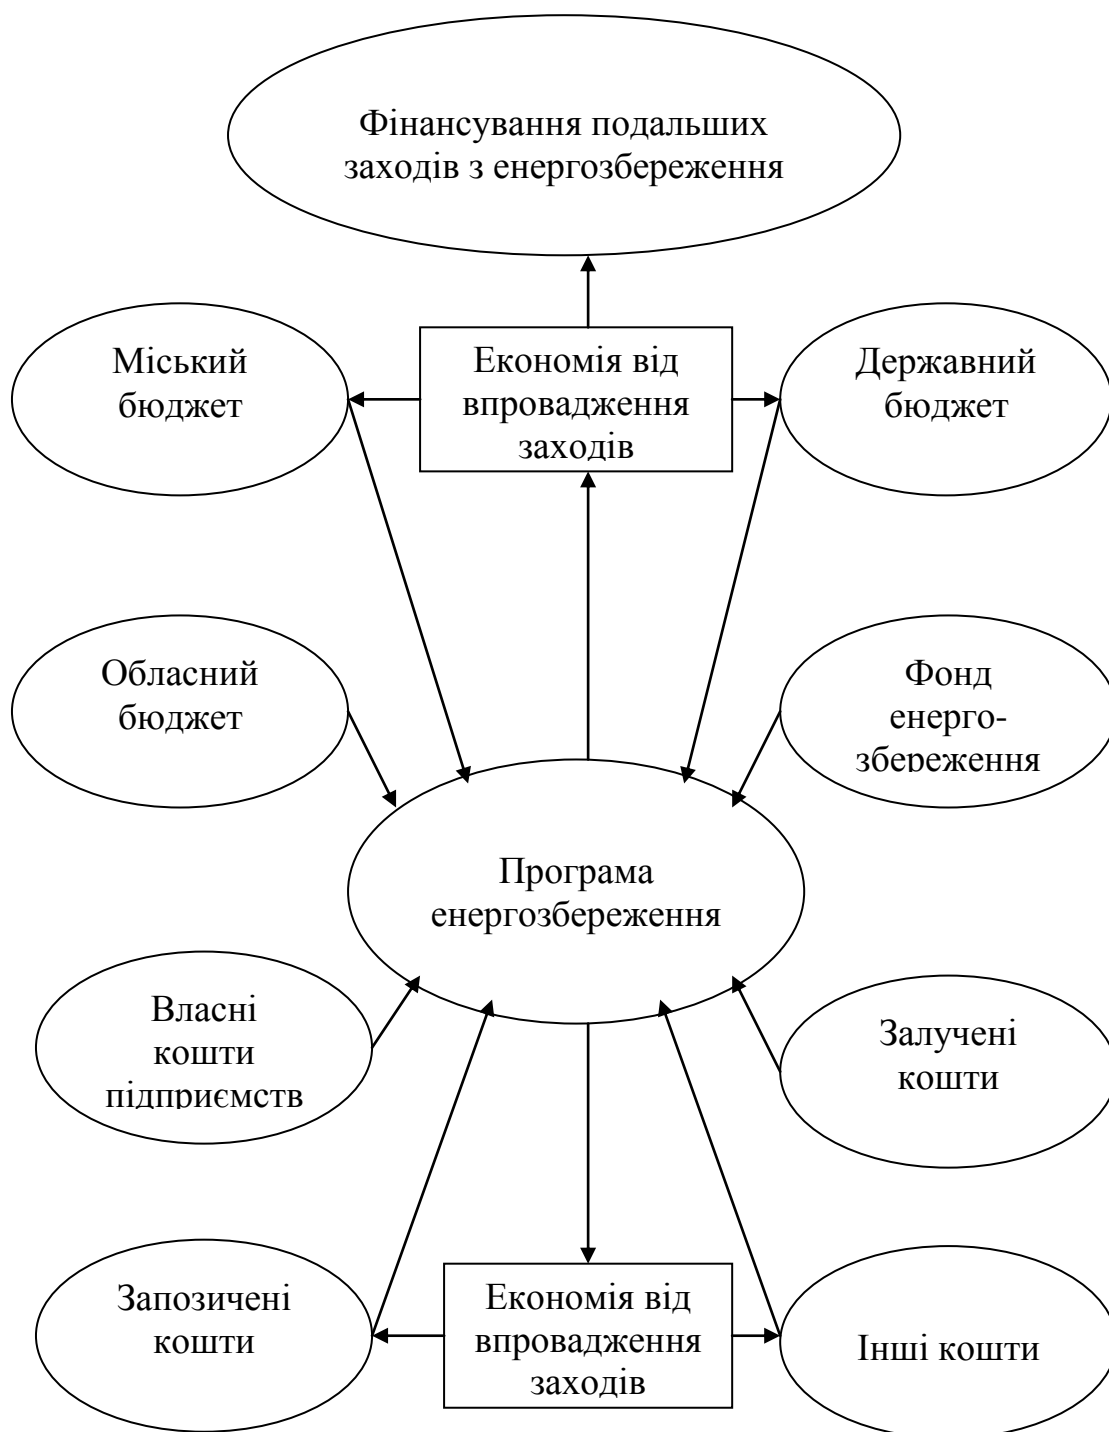 Фінансування подальших
заходів з енергозбереження
Міський
бюджет
Економія від
впровадження
заходів
Державний
бюджет
Обласний
бюджет
Фонд
енерго-
збереження
Програма
енергозбереження
Власні
кошти
підприємств
Залучені
кошти
Запозичені
кошти
Економія від
впровадження
заходів
Інші кошти